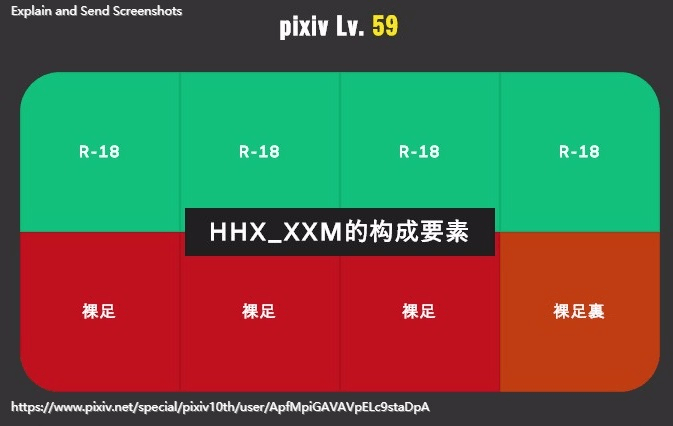 Explain and Send Screenshots
pixiv Lv. 59
R-18 R-18 R-18 R-18
HHX_XXM的构成要素
裸足 裸足 裸足 裸足裏
https://www.pixiv.net/special/pixiv10th/user/ApfMpiGAVAVpELc9staDpA